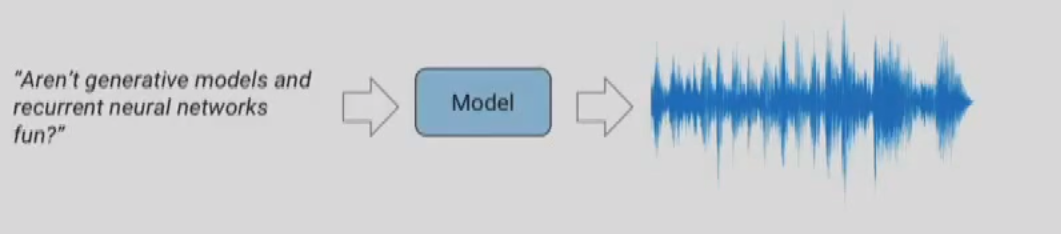 “Aren’t generative models and
recurrent neural networks
fun?”
Model